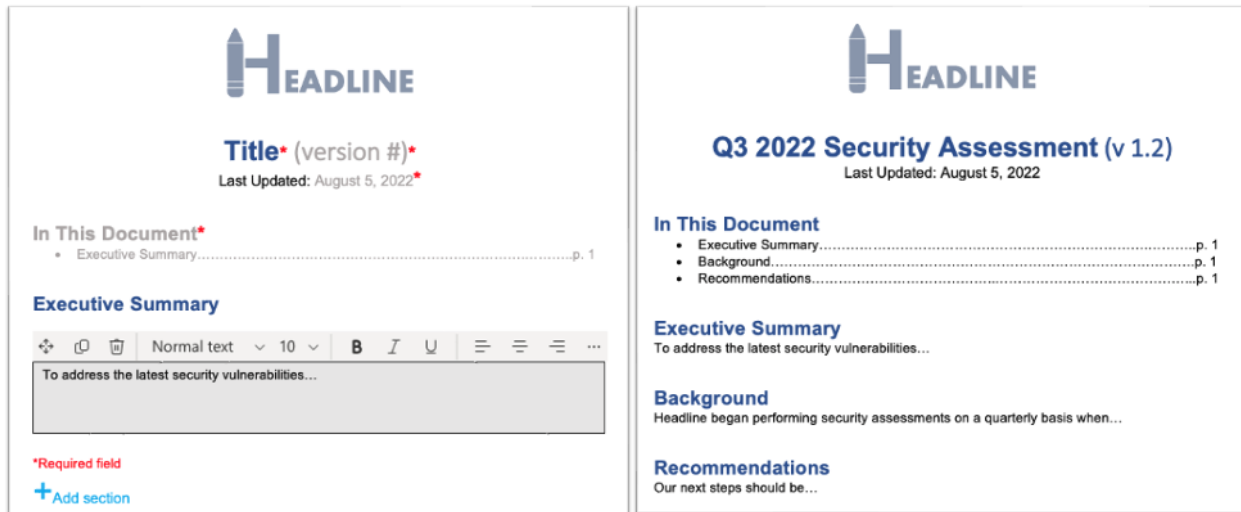 HEADLINE
Title* (version #)*
Last Updated: August 5, 2022*
In This Document*
• Executive Summary....................p. 1
Executive Summary
Normal text 10 B I U ...
To address the latest security vulnerabilities...
*Required field
+Add section
HEADLINE
Q3 2022 Security Assessment (v 1.2)
Last Updated: August 5, 2022
In This Document
• Executive Summary....................p. 1
• Background....................p. 1
• Recommendations....................p. 1
Executive Summary
To address the latest security vulnerabilities...
Background
Headline began performing security assessments on a quarterly basis when...
Recommendations
Our next steps should be...